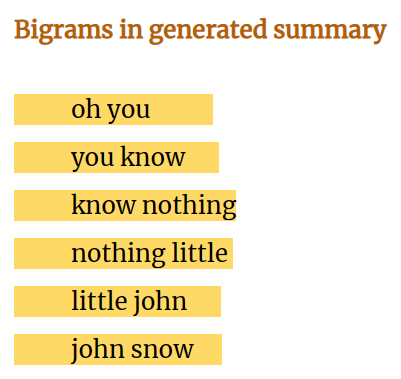 Bigrams in generated summary
oh you
you know
know nothing
nothing little
little john
john snow